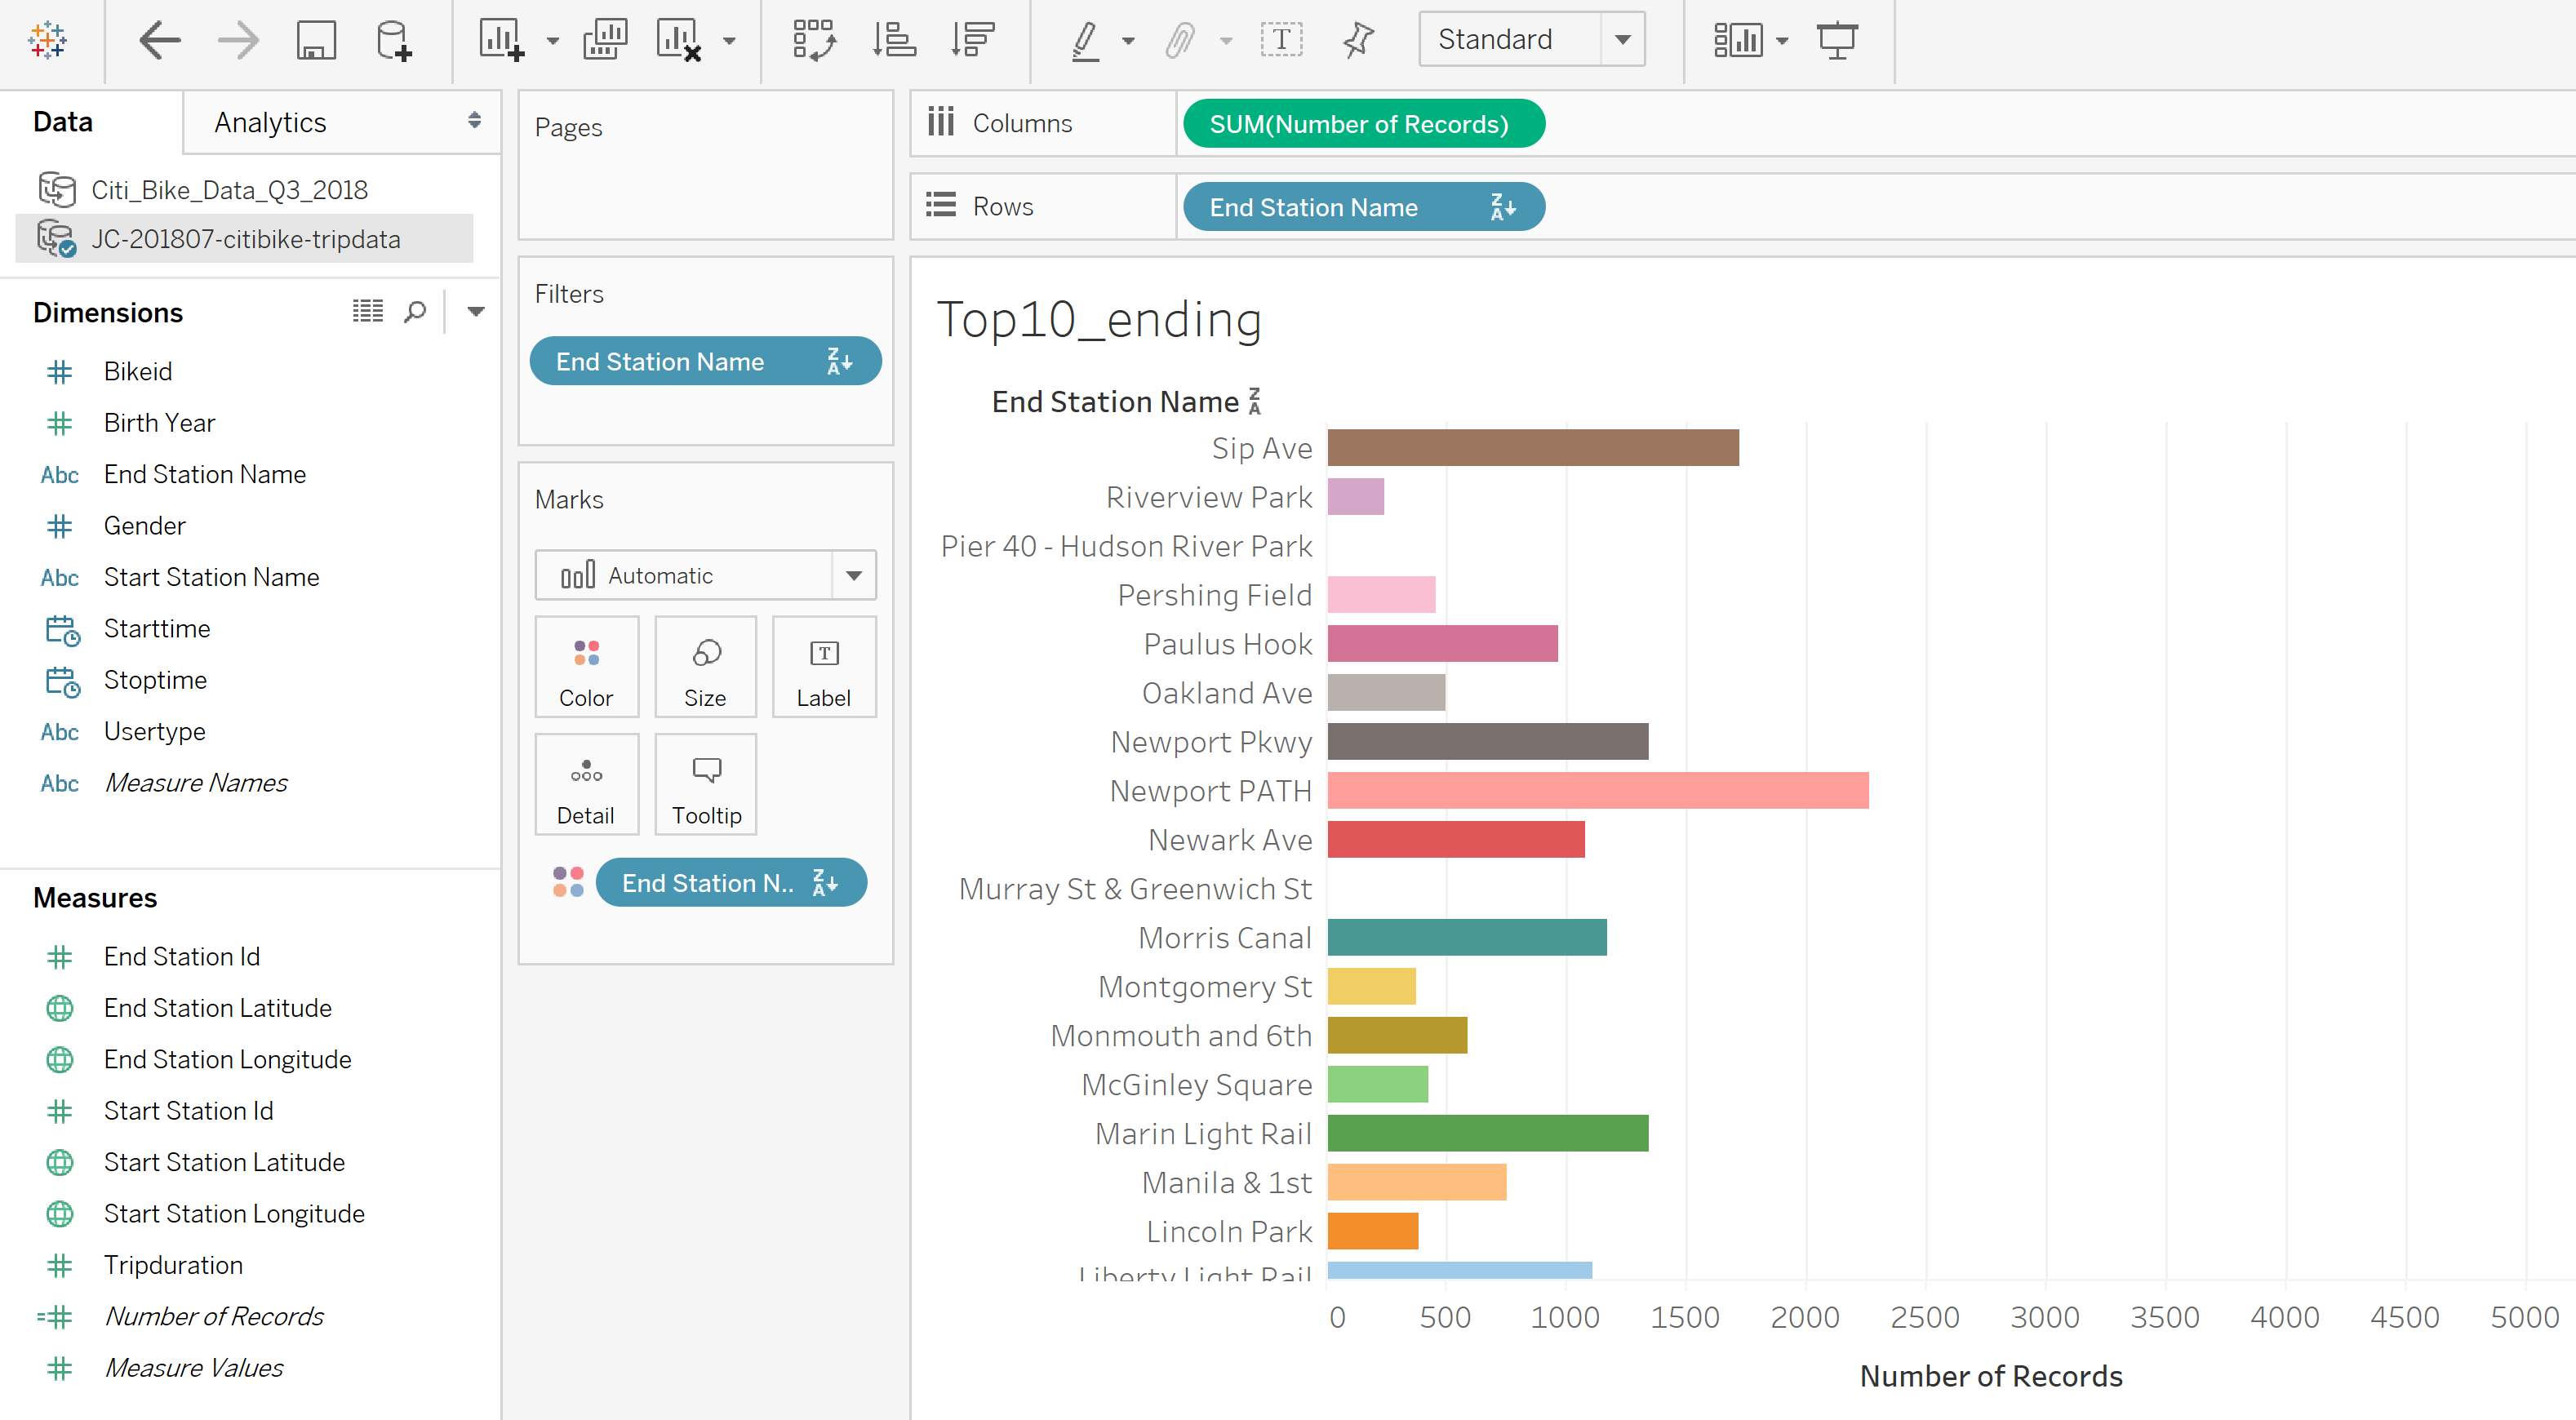 Standard
Data
Analytics
Citi_Bike_Data_Q3_2018
JC-201807-citibike-tripdata
Dimensions
Bikeid
Birth Year
Abc End Station Name
Gender
Abc Start Station Name
Starttime
Stoptime
Abc Usertype
Abc Measure Names
Measures
End Station Id
End Station Latitude
End Station Longitude
Start Station Id
Start Station Latitude
Start Station Longitude
Tripduration
=# Number of Records
Measure Values
Pages
Filters
End Station Name
Marks
Automatic
Color Size Label
Detail Tooltip
End Station N..
Columns SUM(Number of Records)
Rows End Station Name
Top10_ending
End Station Name
Sip Ave
Riverview Park
Pier 40 - Hudson River Park
Pershing Field
Paulus Hook
Oakland Ave
Newport Pkwy
Newport PATH
Newark Ave
Murray St & Greenwich St
Morris Canal
Montgomery St
Monmouth and 6th
McGinley Square
Marin Light Rail
Manila & 1st
Lincoln Park
Liberty Light Rail
0 500 1000 1500 2000 2500 3000 3500 4000 4500 5000
Number of Records